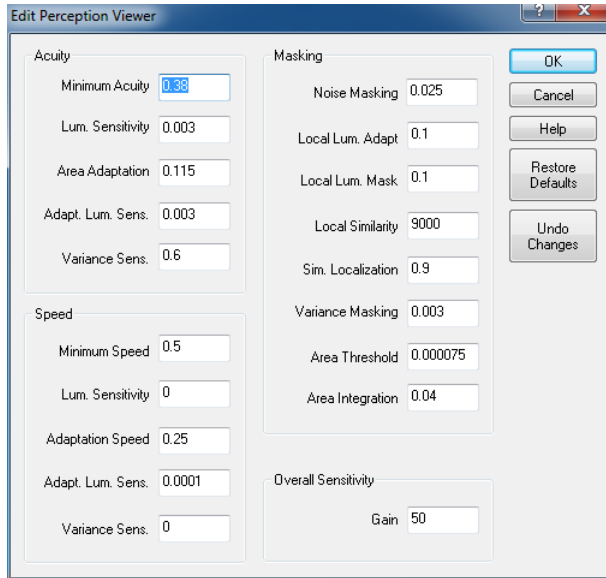 Edit Perception Viewer
?
X
Acuity
Minimum Acuity 0.38
Lum. Sensitivity 0.003
Area Adaptation 0.115
Adapt. Lum. Sens. 0.003
Variance Sens. 0.6
Speed
Minimum Speed 0.5
Lum. Sensitivity 0
Adaptation Speed 0.25
Adapt. Lum. Sens. 0.0001
Variance Sens. 0
Masking
Noise Masking 0.025
Local Lum. Adapt 0.1
Local Lum. Mask 0.1
Local Similarity 9000
Sim. Localization 0.9
Variance Masking 0.003
Area Threshold 0.000075
Area Integration 0.04
Overall Sensitivity
Gain 50
OK
Cancel
Help
Restore
Defaults
Undo
Changes